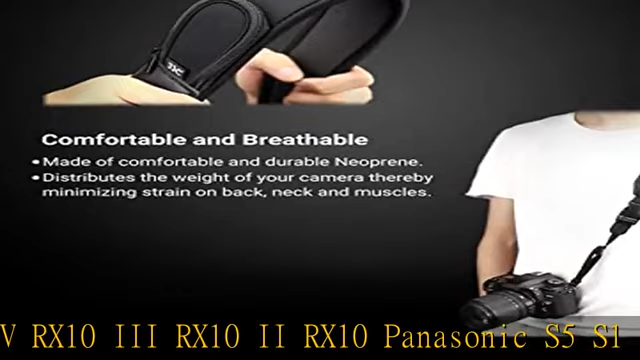 JJC
Comfortable and Breathable
•Made of comfortable and durable Neoprene.
•Distributes the weight of your camera thereby
minimizing strain on back, neck and muscles.
V RX10 III RX10 II RX10 Panasonic S5 S1